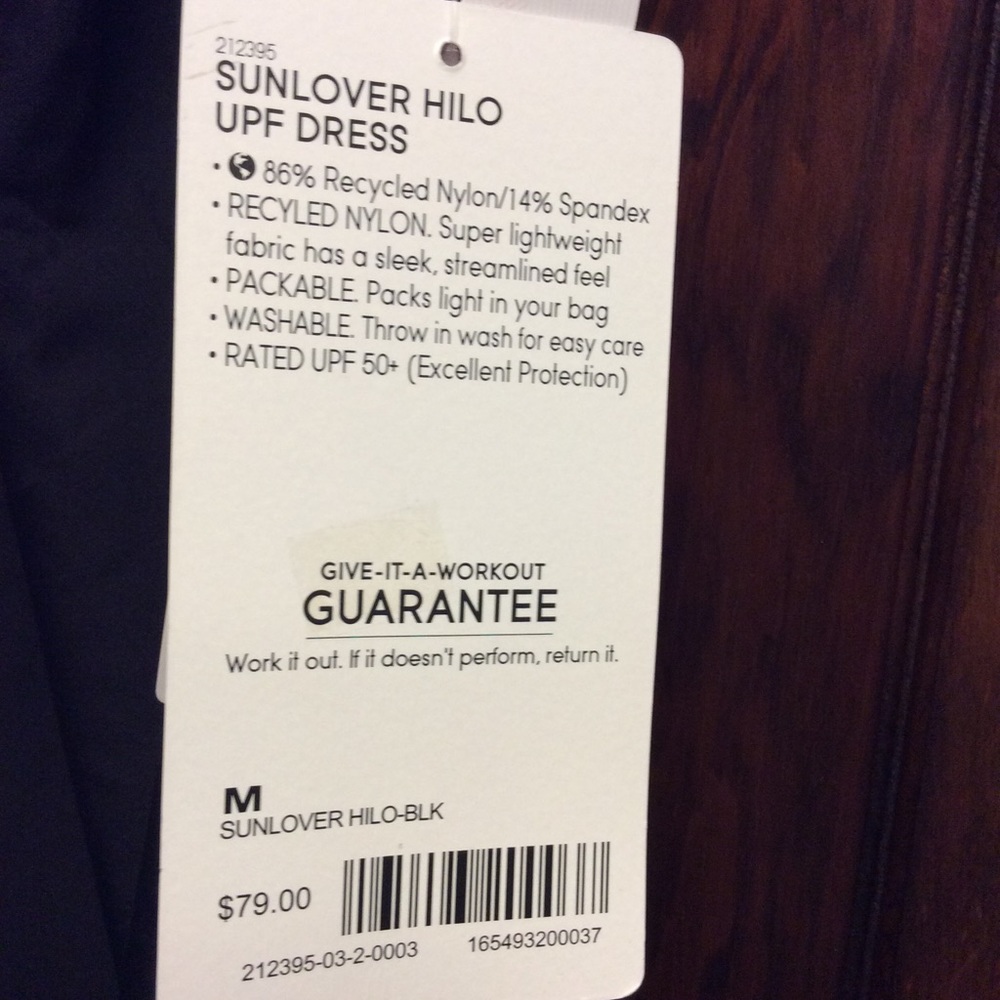 212395
SUNLOVER HILO
UPF DRESS
• 86% Recycled Nylon/14% Spandex
• RECYLED NYLON. Super lightweight
fabric has a sleek, streamlined feel
• PACKABLE. Packs light in your bag
• WASHABLE. Throw in wash for easy care
• RATED UPF 50+ (Excellent Protection)
GIVE-IT-A-WORKOUT
GUARANTEE
Work it out. If it doesn't perform, return it.
M
SUNLOVER HILO-BLK
$79.00
212395-03-2-0003 165493200037